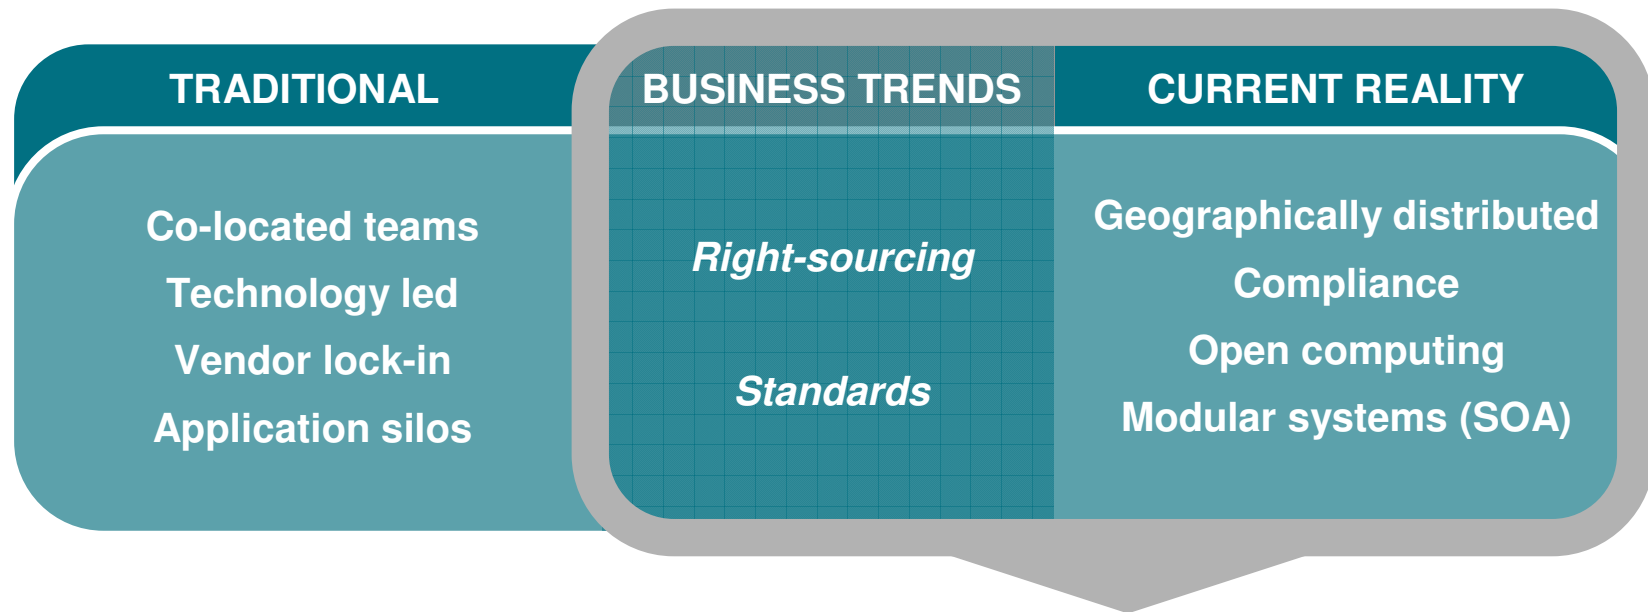 TRADITIONAL
Co-located teams
Technology led
Vendor lock-in
Application silos
BUSINESS TRENDS
Right-sourcing
Standards
CURRENT REALITY
Geographically distributed
Compliance
Open computing
Modular systems (SOA)